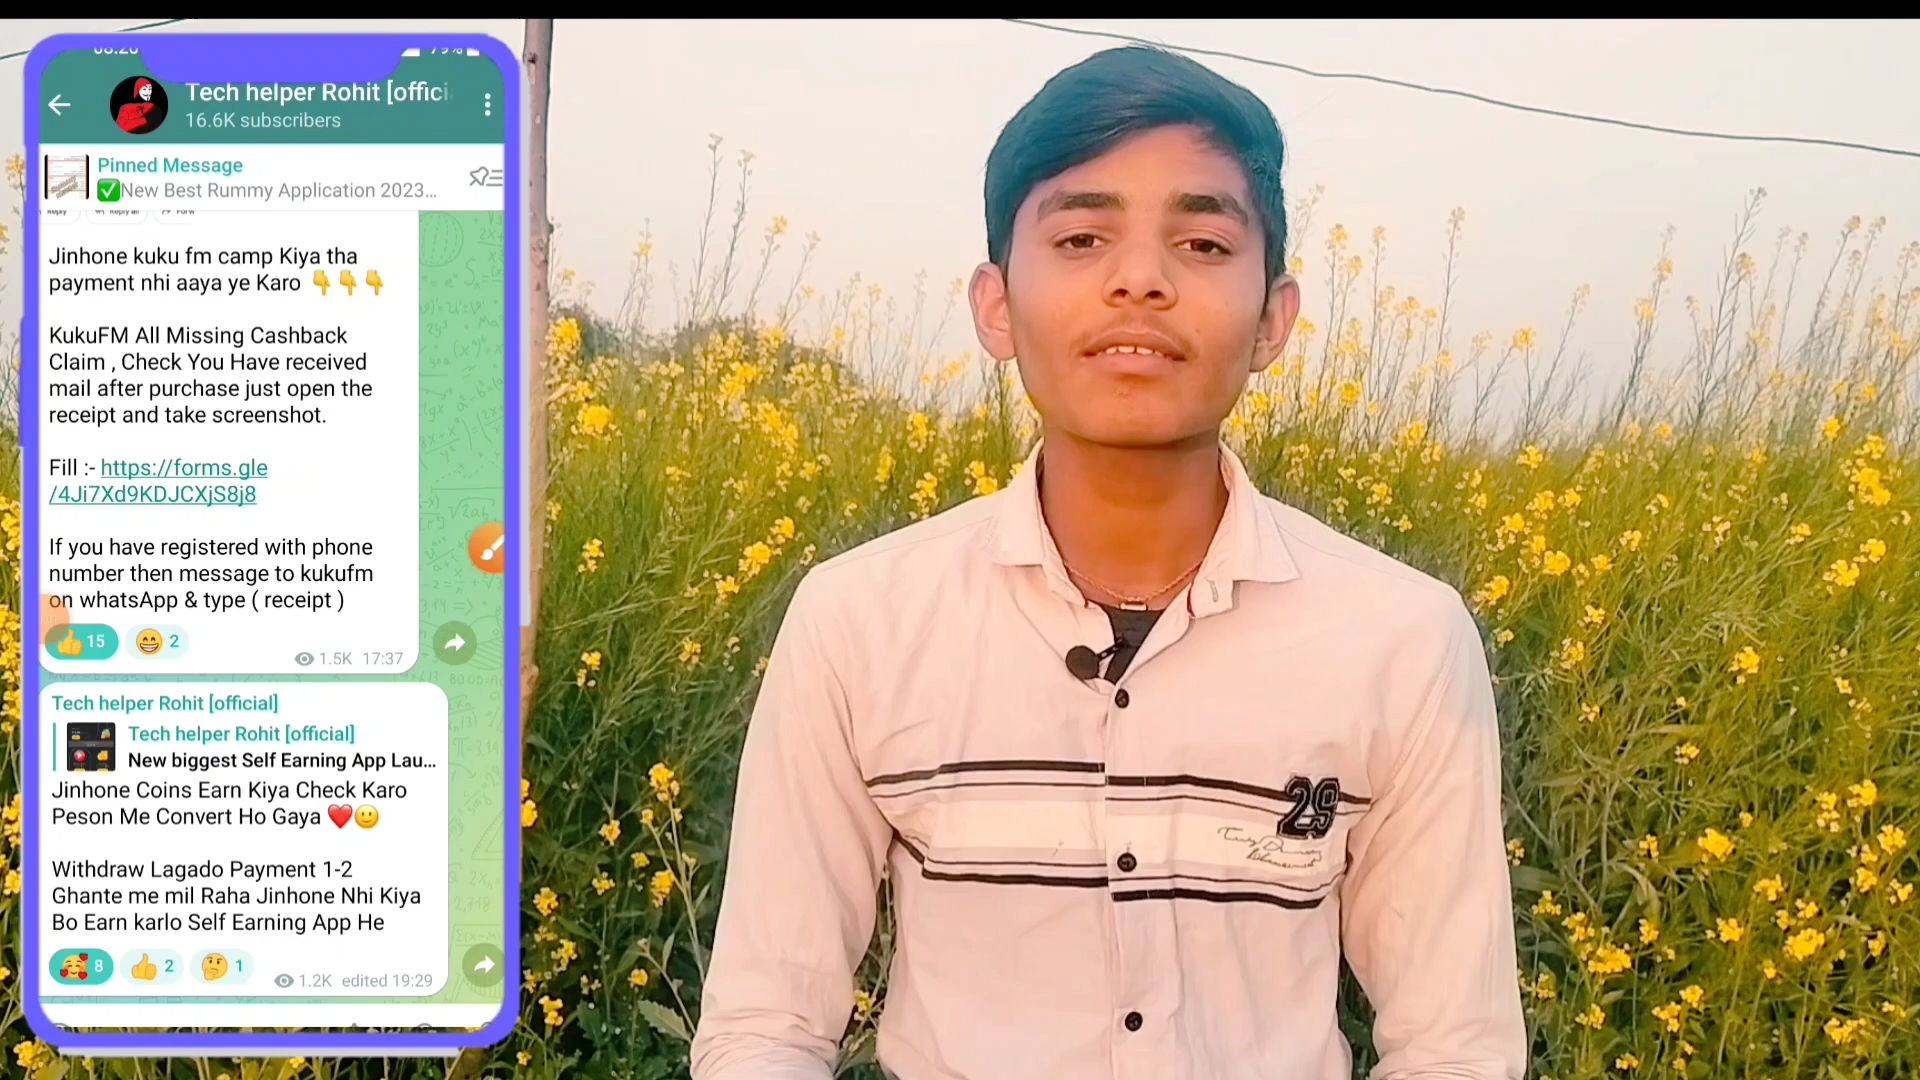 08:26
79%
Tech helper Rohit [offici
16.6K subscribers
Pinned Message
✅New Best Rummy Application 2023...
Reply
Reply all
Jinhone kuku fm camp Kiya tha
payment nhi aaya ye Karo 👇👇👇
KukuFM All Missing Cashback
Claim , Check You Have received
mail after purchase just open the
receipt and take screenshot.
Fill :- https://forms.gle
/4Ji7Xd9KDJCXjS8j8
If you have registered with phone
number then message to kukufm
on whatsApp & type ( receipt )
👍 15 😁 2
1.5K 17:37
Tech helper Rohit [official]
Tech helper Rohit [official]
New biggest Self Earning App Lau...
Jinhone Coins Earn Kiya Check Karo
Peson Me Convert Ho Gaya ❤️🙂
Withdraw Lagado Payment 1-2
Ghante me mil Raha Jinhone Nhi Kiya
Bo Earn karlo Self Earning App He
🥰 8 👍 2 🤔 1
1.2K edited 19:29
29